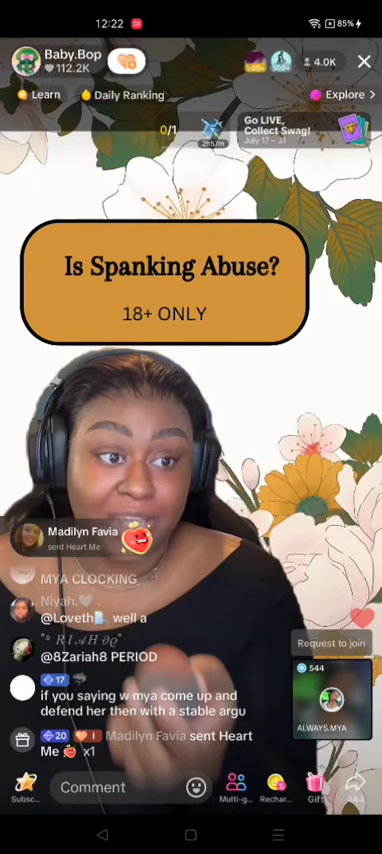 12:22
85%
Baby.Bop
112.2K
500+
500+
4.0K
Learn
Daily Ranking
Explore >
0/1
2h57m
Go LIVE,
Collect Swag!
July 17 – 31
Is Spanking Abuse?
18+ ONLY
Madilyn Favia
sent Heart Me
MYA CLOCKING
Niyah.🤍 .
@Loveth well a
˚˖ 𝑅 𝐼 𝐴 𝐻
@8Zariah8 PERIOD
17
if you saying w mya come up and
defend her then with a stable argu
20 I Madilyn Favia sent Heart
Me x1
Request to join
544
ALWAYS.MYA
Subsc...
Comment
Multi-g...
Rechar...
Gift
444